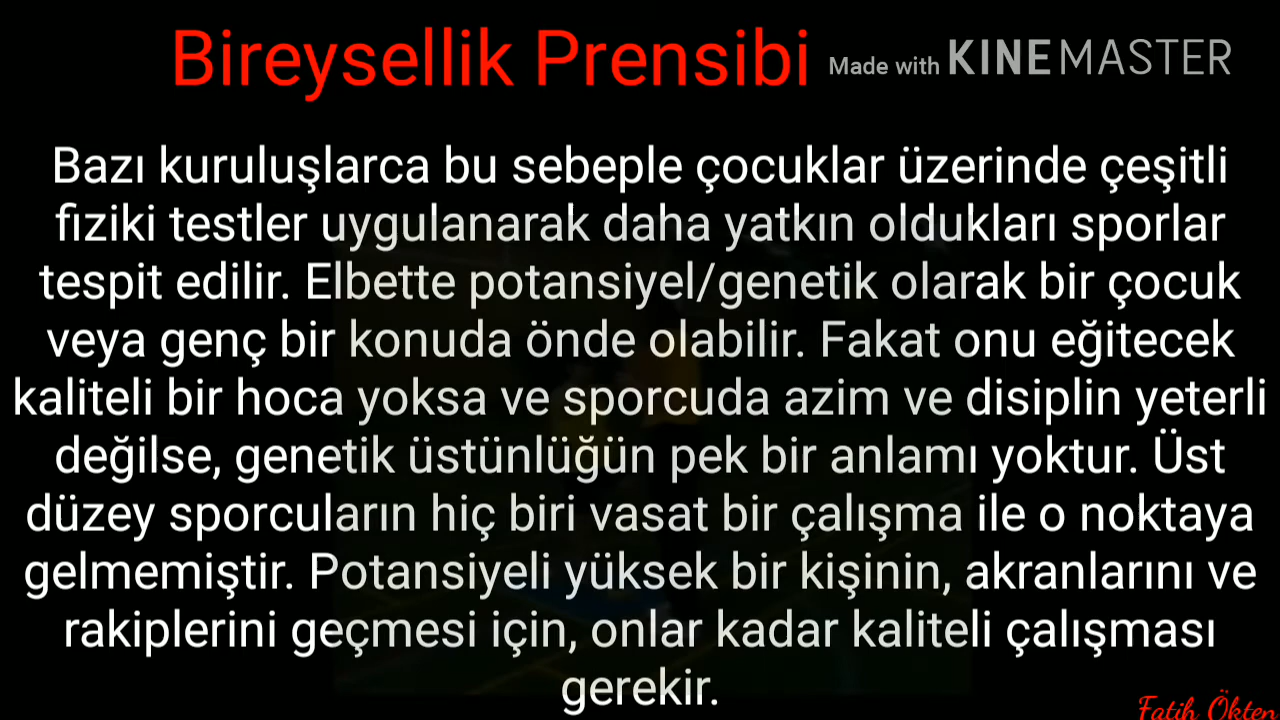 Bireysellik Prensibi
Made with KINEMASTER
Bazı kuruluşlarca bu sebeple çocuklar üzerinde çeşitli
fiziki testler uygulanarak daha yatkın oldukları sporlar
tespit edilir. Elbette potansiyel/genetik olarak bir çocuk
veya genç bir konuda önde olabilir. Fakat onu eğitecek
kaliteli bir hoca yoksa ve sporcuda azim ve disiplin yeterli
değilse, genetik üstünlüğün pek bir anlamı yoktur. Üst
düzey sporcuların hiç biri vasat bir çalışma ile o noktaya
gelmemiştir. Potansiyeli yüksek bir kişinin, akranlarını ve
rakiplerini geçmesi için, onlar kadar kaliteli çalışması
gerekir.
Fatih Ökten